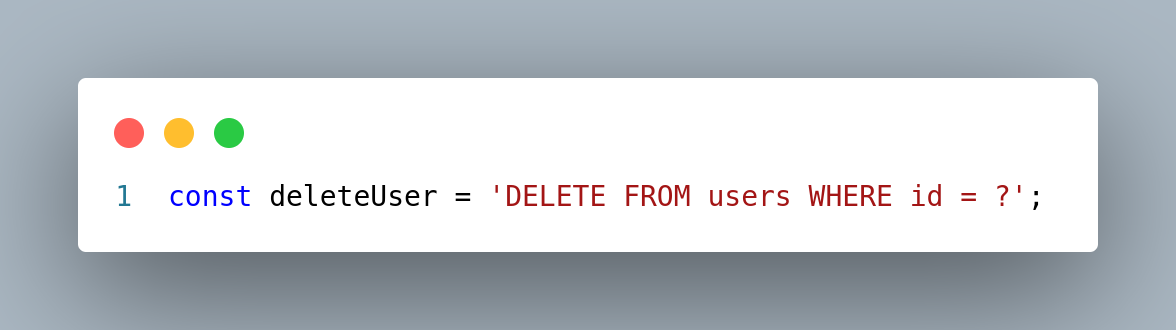 1 const deleteUser = 'DELETE FROM users WHERE id = ?';